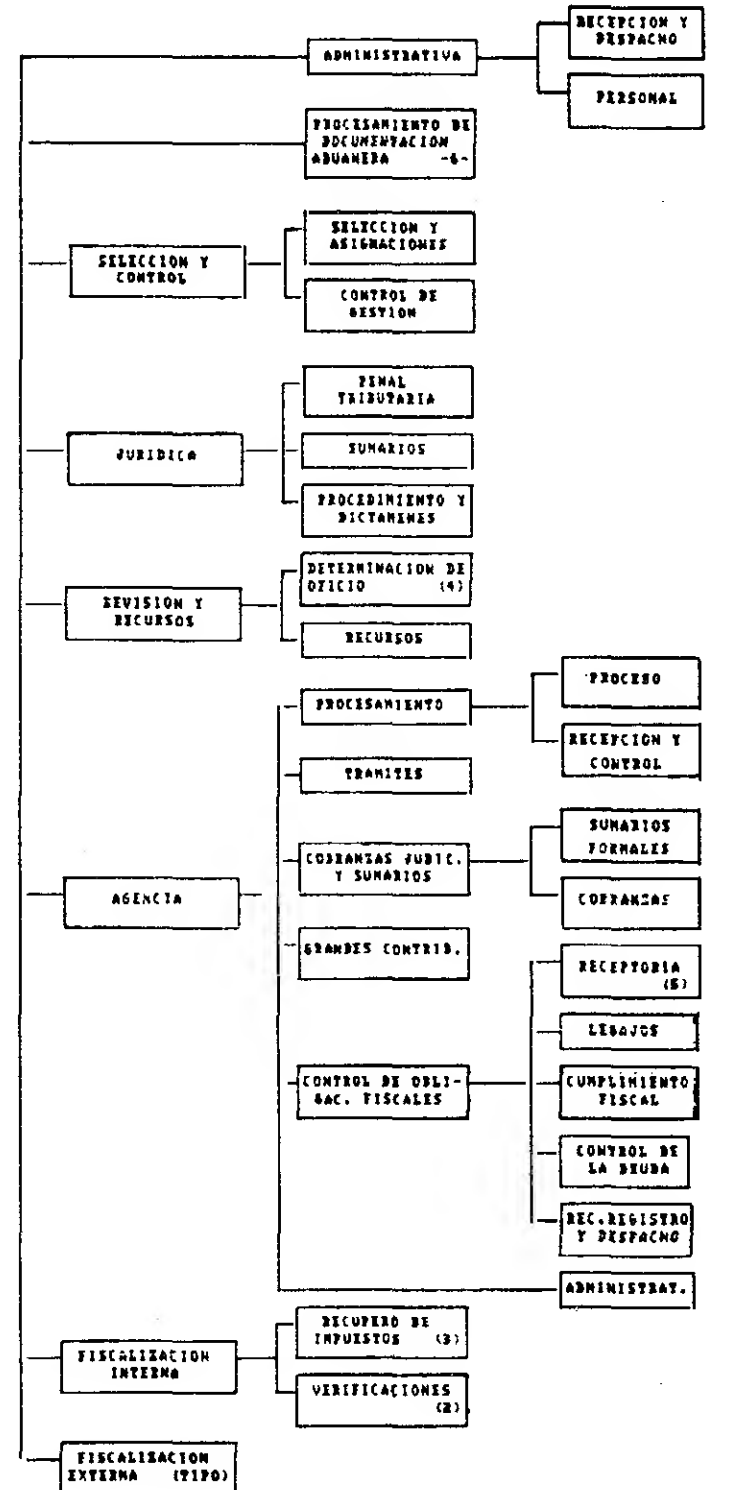 RECEPCION Y
DESPACHO
ADMINISTRATIVA
PERSONAL
PROCESAMIENTO DE
DOCUMENTACION
ADUANERA -6-
SELECCION Y
ASIGNACIONES
SELECCION Y
CONTROL
CONTROL DE
GESTION
PENAL
TRIBUTARIA
JURIDICA
SUMARIOS
PROCEDIMIENTO Y
DICTAMENES
DETERMINACION DE
OFICIO (4)
REVISION Y
RECURSOS
RECURSOS
PROCESO
PROCESAMIENTO
RECEPCION Y
CONTROL
TRAMITES
SUMARIOS
FORMALES
COBRANZAS JUDIC.
Y SUMARIOS
COBRANZAS
AGENCIA
GRANDES CONTRIB.
RECEPTORIA
(5)
LEGAJOS
CONTROL DE OBLI-
GAC. FISCALES
CUMPLIMIENTO
FISCAL
CONTROL DE
LA DEUDA
REC.REGISTRO
Y DESPACHO
ADMINISTRAT.
RECUPERO DE
IMPUESTOS (3)
FISCALIZACION
INTERNA
VERIFICACIONES
(2)
FISCALIZACION
EXTERNA (TIPO)